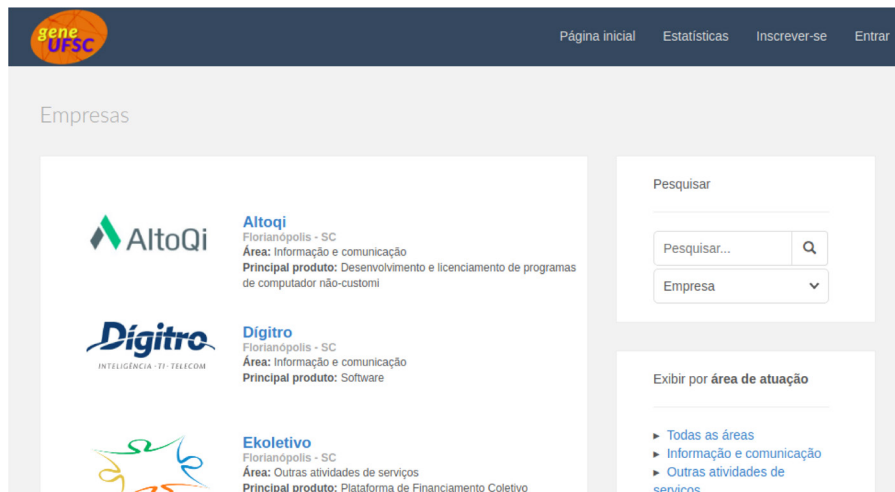 gene
UFSC
Página inicial
Estatísticas
Inscrever-se
Entrar
Empresas
AltoQi
Altoqi
Florianópolis - SC
Área: Informação e comunicação
Principal produto: Desenvolvimento e licenciamento de programas
de computador não-customi
Dígitro
INTELIGÊNCIA · TI · TELECOM
Dígitro
Florianópolis - SC
Área: Informação e comunicação
Principal produto: Software
Ekoletivo
Florianópolis - SC
Área: Outras atividades de serviços
Principal produto: Plataforma de Financiamento Coletivo
Pesquisar
Pesquisar...
Empresa
Exibir por área de atuação
► Todas as áreas
► Informação e comunicação
► Outras atividades de
serviços